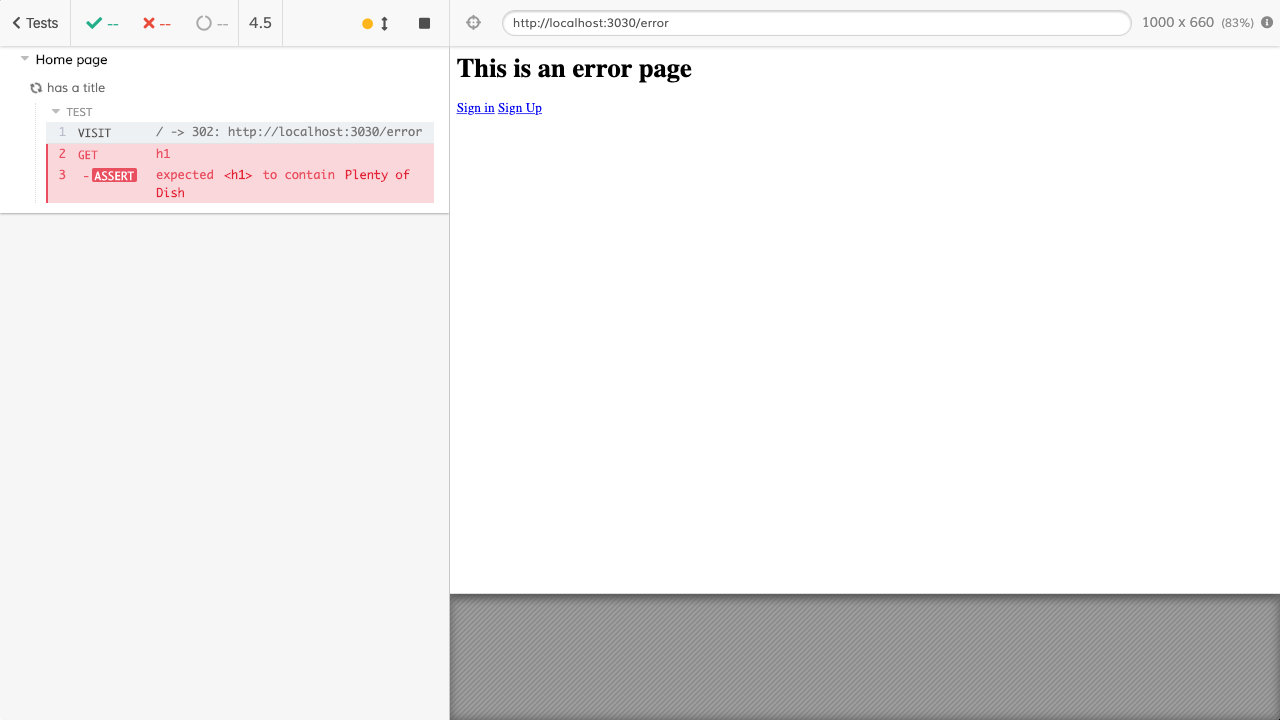 Tests -- -- -- 4.5
http://localhost:3030/error 1000 x 660 (83%)
Home page
has a title
TEST
1 VISIT / -> 302: http://localhost:3030/error
2 GET h1
3 -ASSERT expected <h1> to contain Plenty of
Dish
This is an error page
Sign in Sign Up